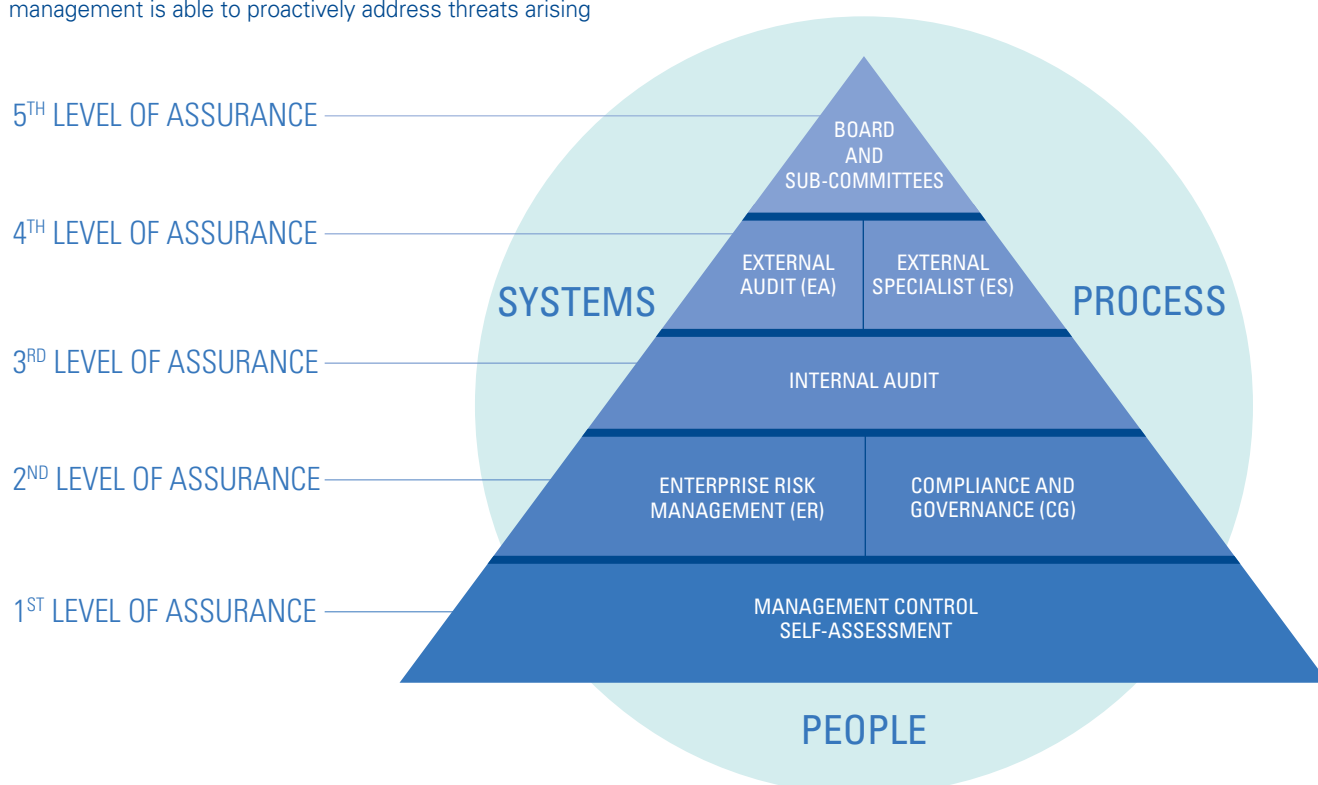 management is able to proactively address threats arising
5TH LEVEL OF ASSURANCE
BOARD
AND
SUB-COMMITTEES
4TH LEVEL OF ASSURANCE
EXTERNAL
AUDIT (EA)
EXTERNAL
SPECIALIST (ES)
SYSTEMS
PROCESS
3RD LEVEL OF ASSURANCE
INTERNAL AUDIT
2ND LEVEL OF ASSURANCE
ENTERPRISE RISK
MANAGEMENT (ER)
COMPLIANCE AND
GOVERNANCE (CG)
1ST LEVEL OF ASSURANCE
MANAGEMENT CONTROL
SELF-ASSESSMENT
PEOPLE